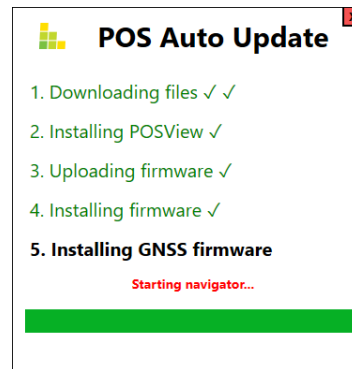 POS Auto Update
1. Downloading files ✓ ✓
2. Installing POSView ✓
3. Uploading firmware ✓
4. Installing firmware ✓
5. Installing GNSS firmware
Starting navigator...